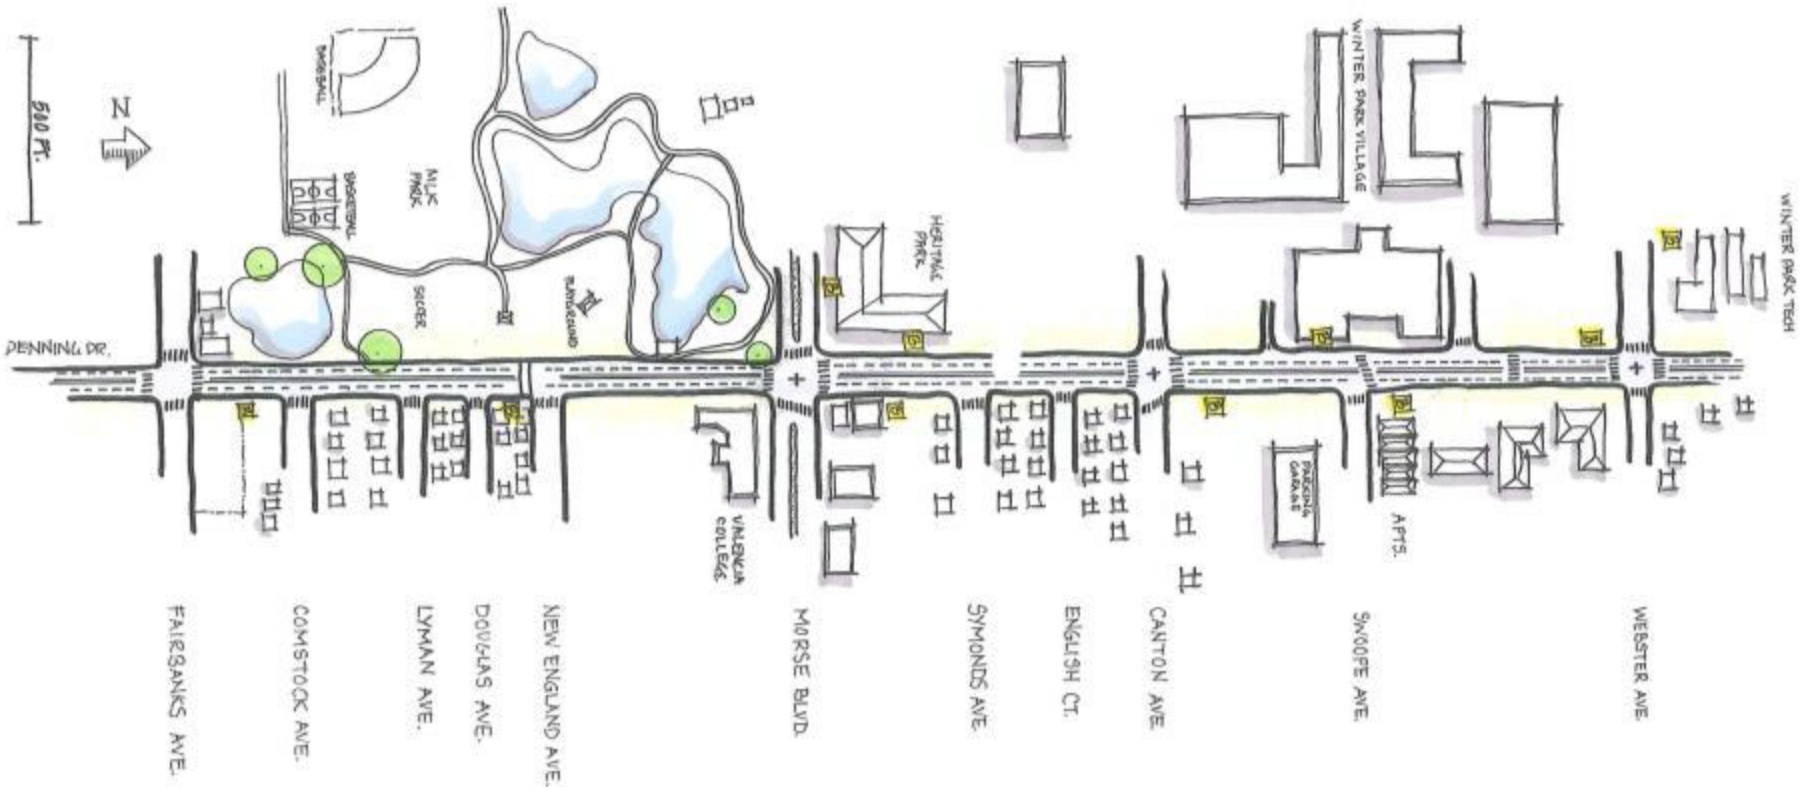 500 FT.
N
BASEBALL
BASKETBALL
MLK
PARK
SOCCER
PLAYGROUND
HERITAGE
PARK
WINTER PARK VILLAGE
WINTER PARK TECH
DENNING DR.
VALENCIA
COLLEGE
PARKING
GARAGE
APTS.
FAIRBANKS AVE.
COMSTOCK AVE.
LYMAN AVE.
DOUGLAS AVE.
NEW ENGLAND AVE.
MORSE BLVD.
SYMONDS AVE.
ENGLISH CT.
CANTON AVE.
SWOOPE AVE.
WEBSTER AVE.